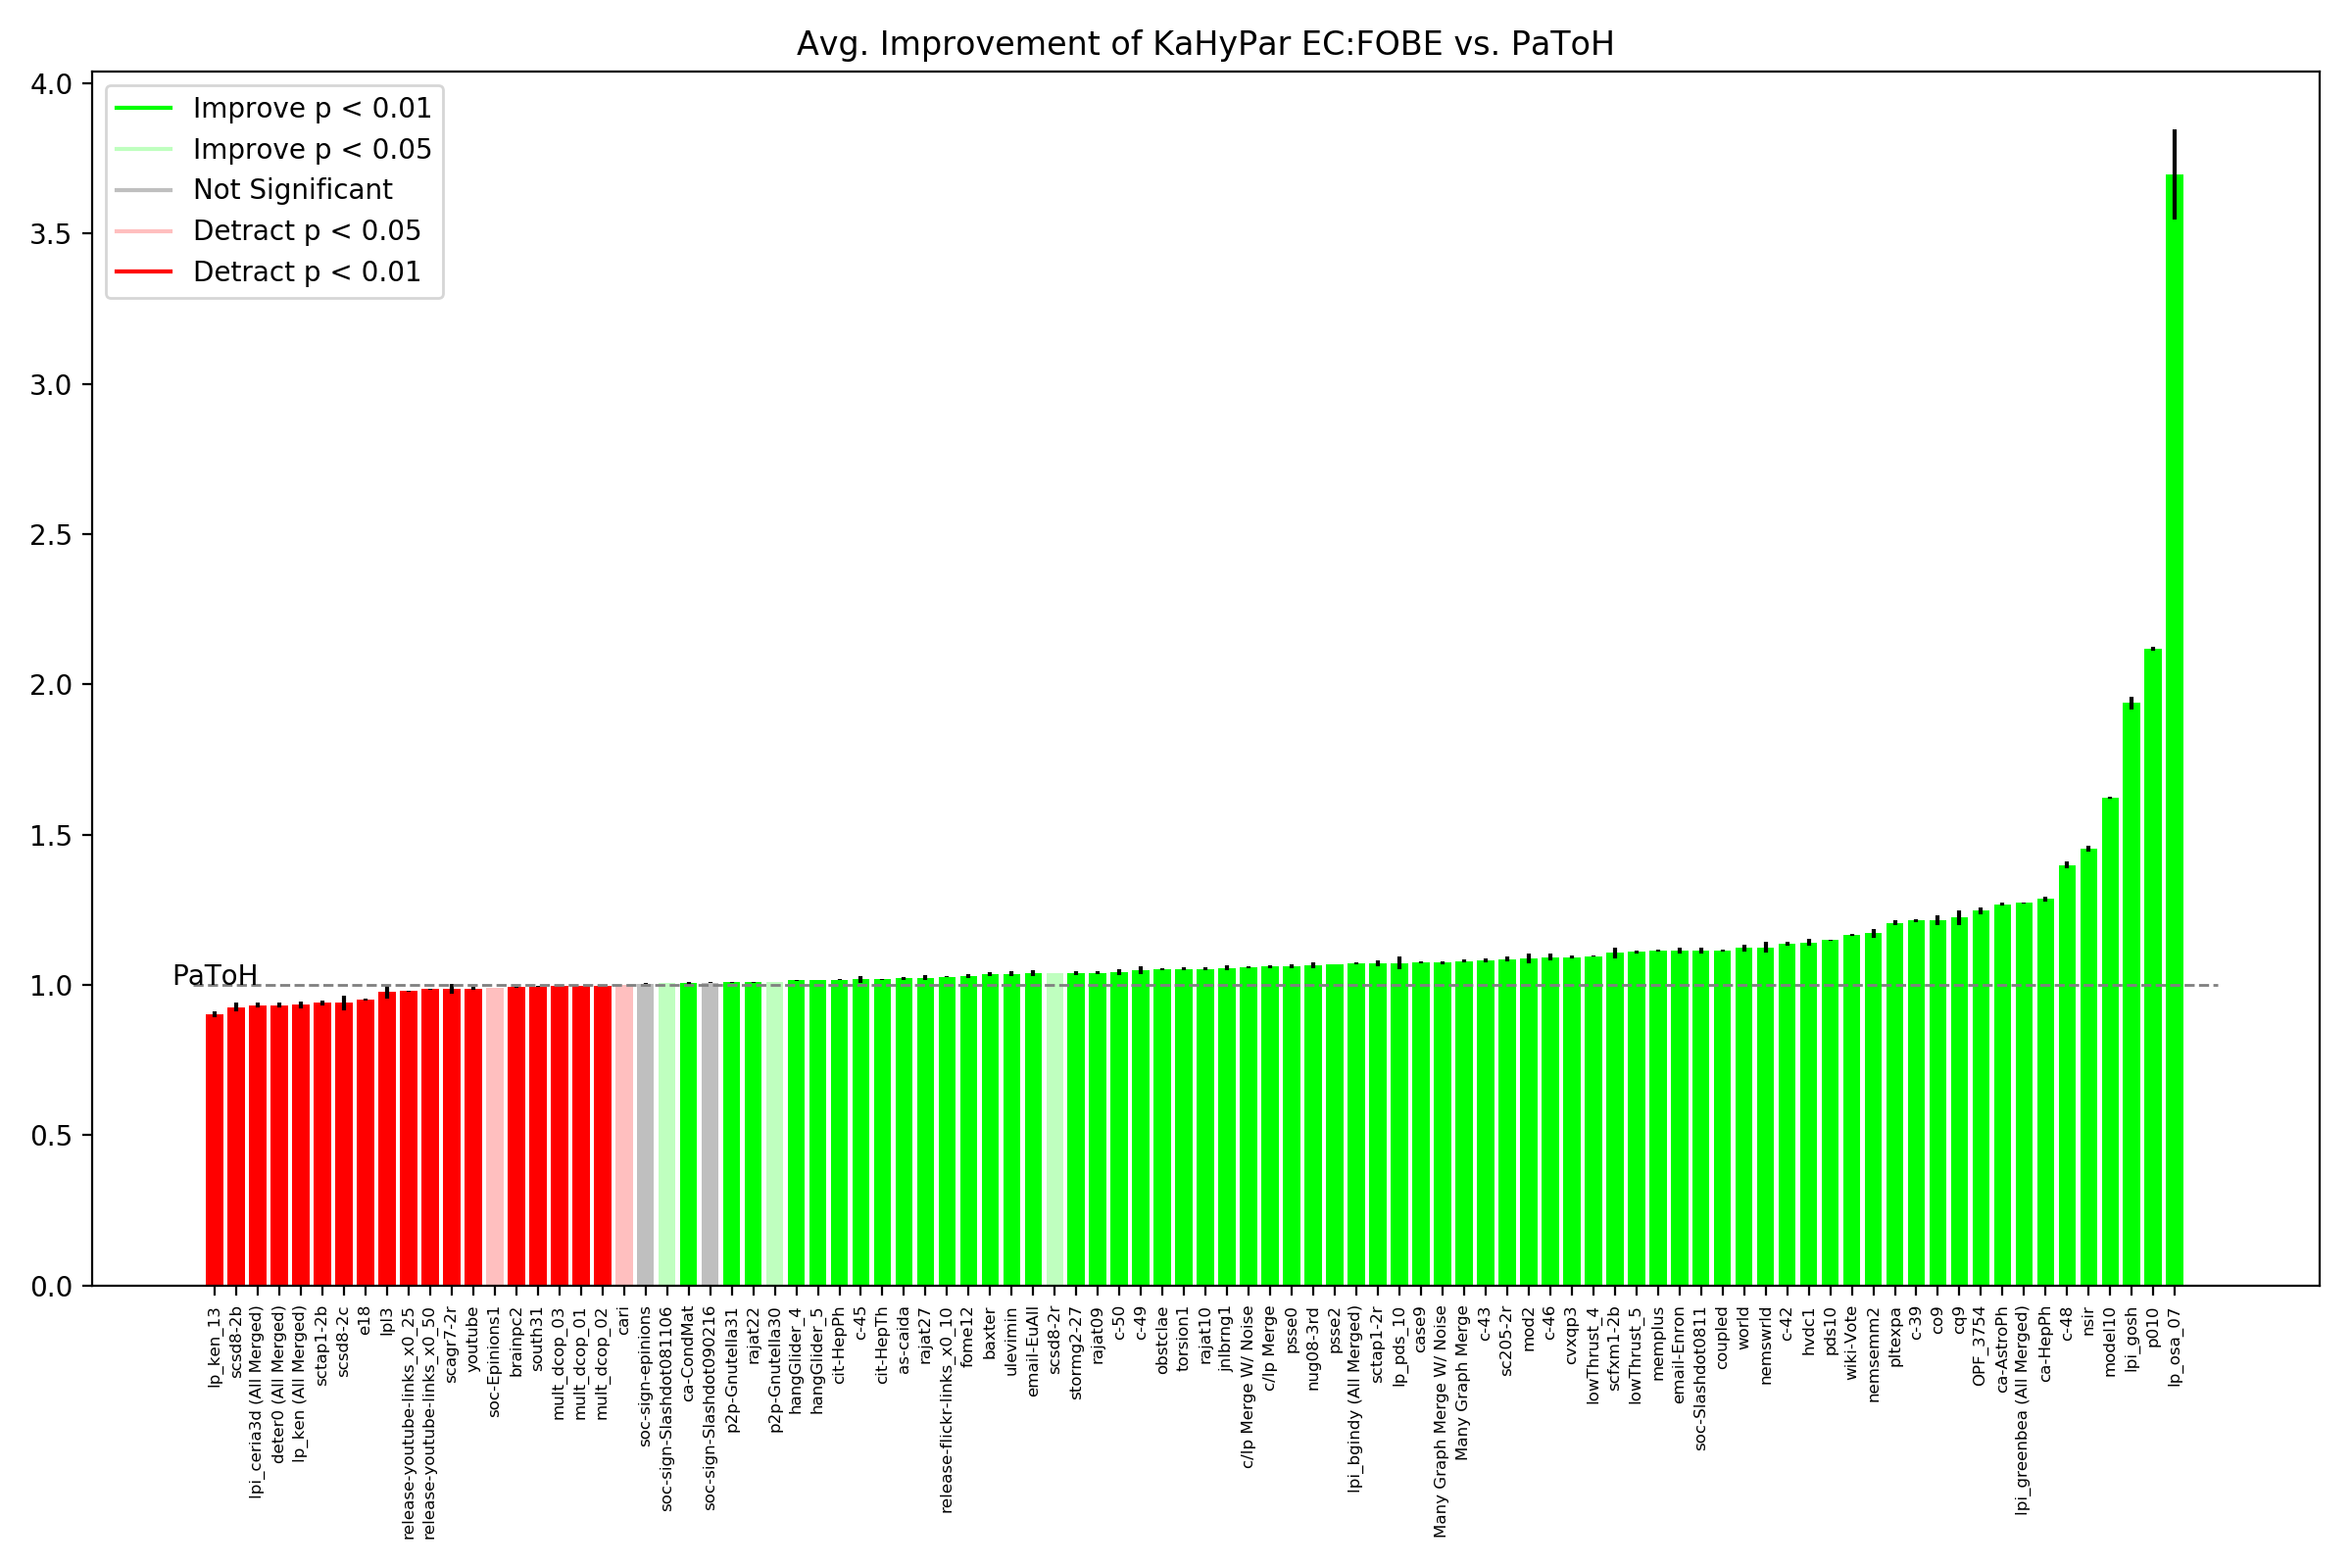 Avg. Improvement of KaHyPar EC:FOBE vs. PaToH
4.0
3.5
3.0
2.5
2.0
1.5
1.0
0.5
0.0
Improve p < 0.01
Improve p < 0.05
Not Significant
Detract p < 0.05
Detract p < 0.01
PaToH
lp_ken_13
scsd8-2b
lpi_ceria3d (All Merged)
deter0 (All Merged)
lp_ken (All Merged)
sctap1-2b
scsd8-2c
e18
lpl3
release-youtube-links_x0_25
release-youtube-links_x0_50
scagr7-2r
youtube
soc-Epinions1
brainpc2
south31
mult_dcop_03
mult_dcop_01
mult_dcop_02
cari
soc-sign-epinions
soc-sign-Slashdot081106
ca-CondMat
soc-sign-Slashdot090216
p2p-Gnutella31
rajat22
p2p-Gnutella30
hangGlider_4
hangGlider_5
cit-HepPh
c-45
cit-HepTh
as-caida
rajat27
release-flickr-links_x0_10
fome12
baxter
ulevimin
email-EuAll
scsd8-2r
stormg2-27
rajat09
c-50
c-49
obstclae
torsion1
rajat10
jnlbrng1
c/lp Merge W/ Noise
c/lp Merge
psse0
nug08-3rd
psse2
lpi_bgindy (All Merged)
sctap1-2r
lp_pds_10
case9
Many Graph Merge W/ Noise
Many Graph Merge
c-43
sc205-2r
mod2
c-46
cvxqp3
lowThrust_4
scfxm1-2b
lowThrust_5
memplus
email-Enron
soc-Slashdot0811
coupled
world
nemswrld
c-42
hvdc1
pds10
wiki-Vote
nemsemm2
pltexpa
c-39
co9
cq9
OPF_3754
ca-AstroPh
lpi_greenbea (All Merged)
ca-HepPh
c-48
nsir
model10
lpi_gosh
p010
lp_osa_07